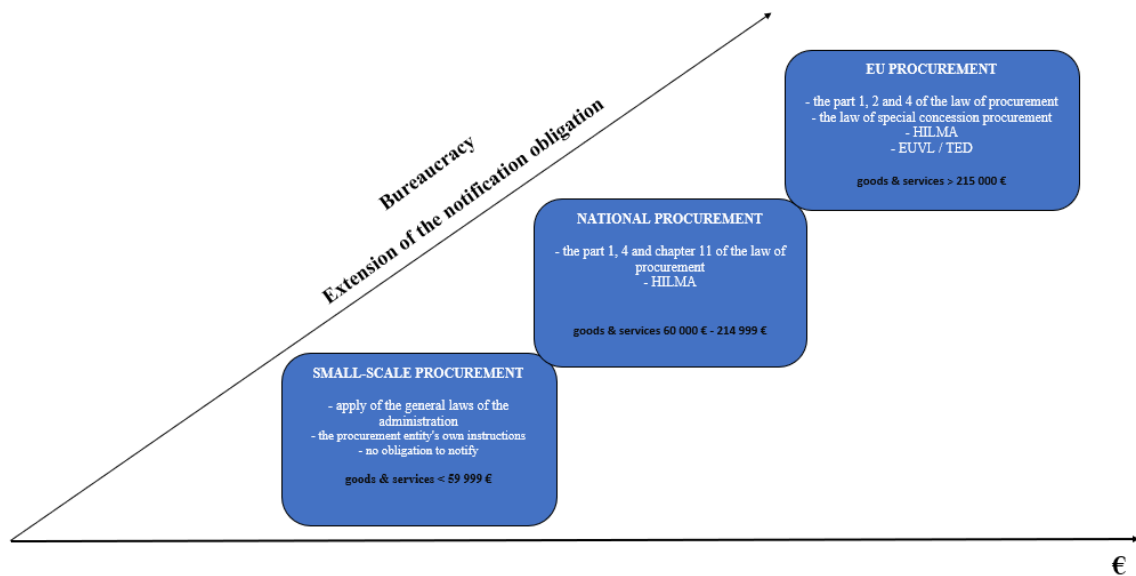 EU PROCUREMENT
- the part 1, 2 and 4 of the law of procurement
- the law of special concession procurement
- HILMA
- EUVL / TED
goods & services > 215 000 €
Bureaucracy
Extension of the notification obligation
NATIONAL PROCUREMENT
- the part 1, 4 and chapter 11 of the law of
procurement
- HILMA
goods & services 60 000 € - 214 999 €
SMALL-SCALE PROCUREMENT
- apply of the general laws of the
administration
- the procurement entity's own instructions
- no obligation to notify
goods & services < 59 999 €
€